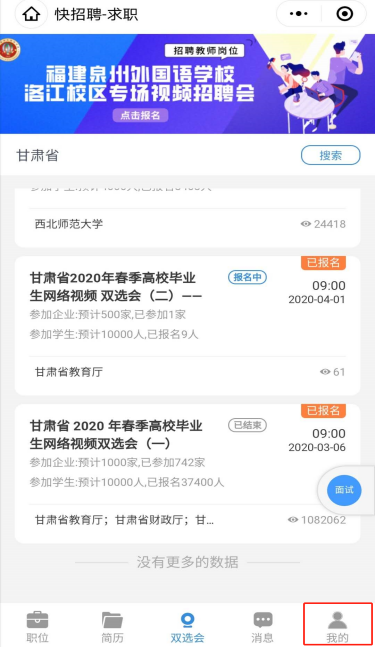 快招聘-求职
招聘教师岗位
福建泉州外国语学校
洛江校区专场视频招聘会
点击报名
甘肃省
搜索
西北师范大学
24418
已报名
甘肃省2020年春季高校毕业
生网络视频 双选会（二）——
报名中
09:00
2020-04-01
参加企业:预计500家,已参加1家
参加学生:预计10000人,已报名9人
甘肃省教育厅
61
已报名
甘肃省 2020 年春季高校毕业
生网络视频双选会（一）
已结束
09:00
2020-03-06
参加企业:预计1000家,已参加742家
参加学生:预计10000人,已报名37400人
面试
甘肃省教育厅；甘肃省财政厅；甘...
1082062
没有更多的数据
职位
简历
双选会
消息
我的